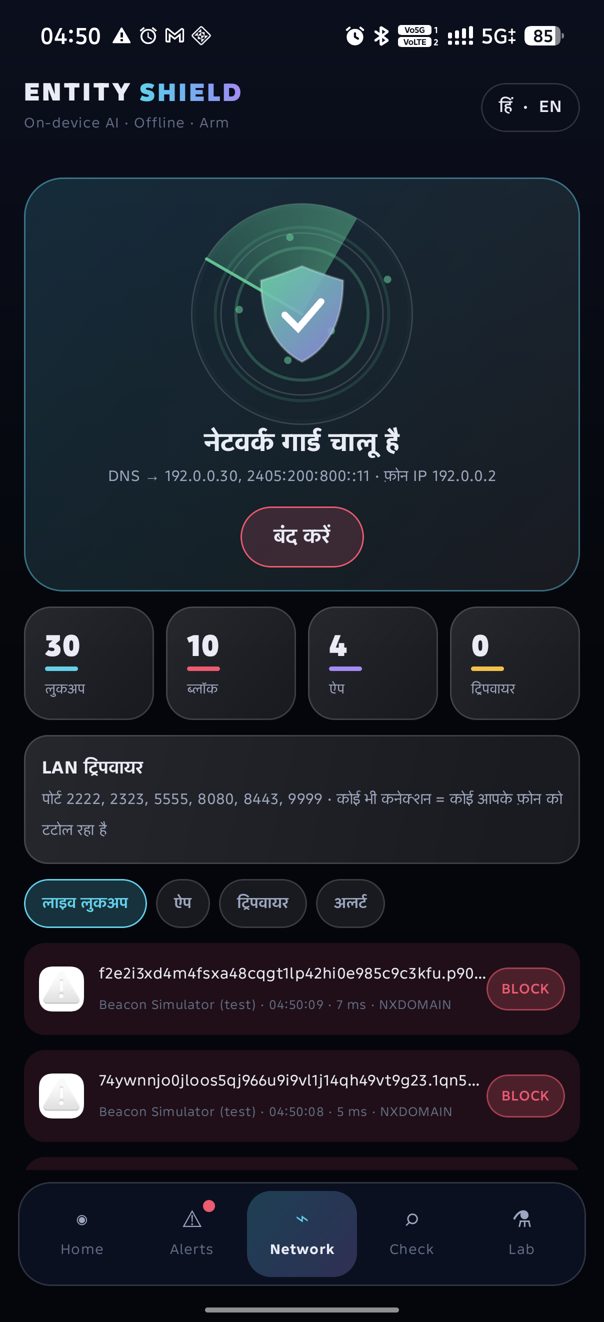 04:50
Vo5G 1
VoLTE 2
5G‡ 85
ENTITY SHIELD
On-device AI · Offline · Arm
हिं · EN
नेटवर्क गार्ड चालू है
DNS → 192.0.0.30, 2405:200:800::11 · फ़ोन IP 192.0.0.2
बंद करें
30 10 4 0
लुकअप ब्लॉक ऐप ट्रिपवायर
LAN ट्रिपवायर
पोर्ट 2222, 2323, 5555, 8080, 8443, 9999 · कोई भी कनेक्शन = कोई आपके फ़ोन को
टटोल रहा है
लाइव लुकअप ऐप ट्रिपवायर अलर्ट
f2e2i3xd4m4fsxa48cqgt1lp42hi0e985c9c3kfu.p90...
BLOCK
Beacon Simulator (test) · 04:50:09 · 7 ms · NXDOMAIN
74ywnnjo0jloos5qj966u9i9vl1j14qh49vt9g23.1qn5...
BLOCK
Beacon Simulator (test) · 04:50:08 · 5 ms · NXDOMAIN
Home Alerts Network Check Lab